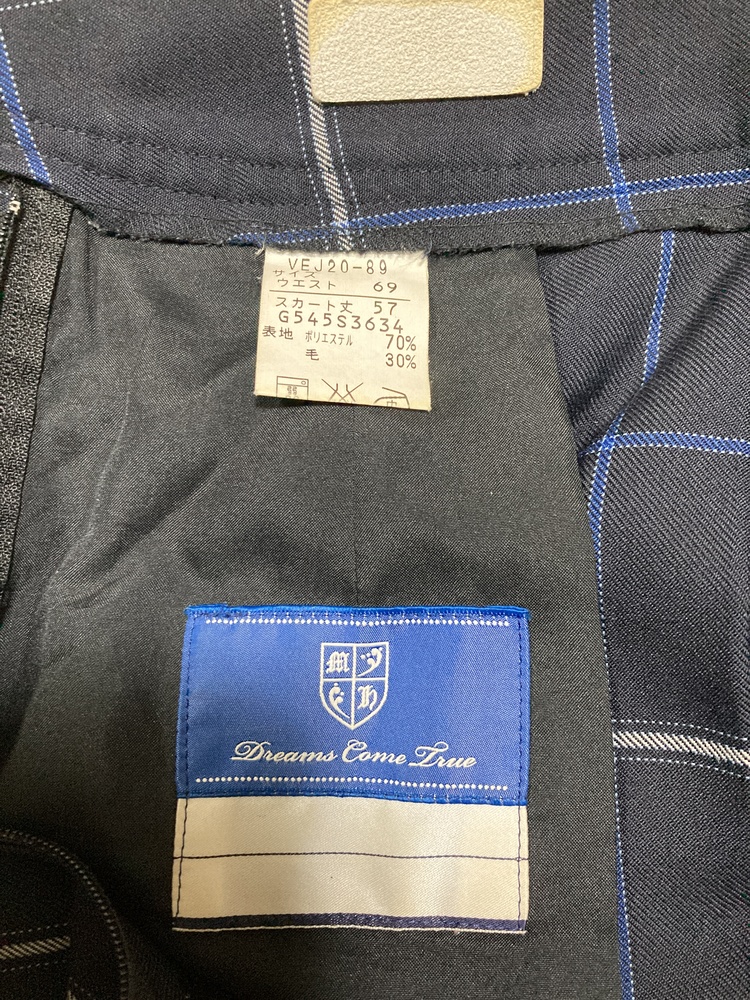 VEJ20-89
サイズ
ウエスト 69
スカート丈 57
G545S3634
表地 ポリエステル 70%
毛 30%
中
M
h
Dreams Come True